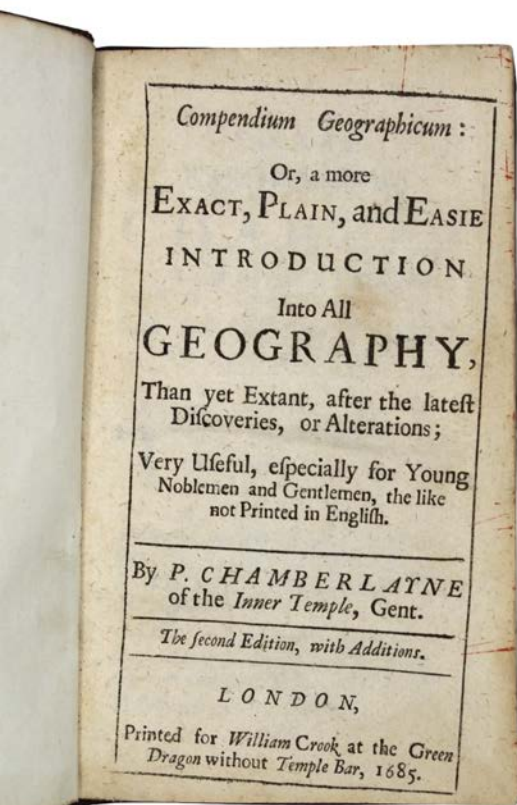 Compendium Geographicum:
Or, a more
EXACT, PLAIN, and EASIE
INTRODUCTION
Into All
GEOGRAPHY,
Than yet Extant, after the lateſt
Diſcoveries, or Alterations;
Very Uſeful, eſpecially for Young
Noblemen and Gentlemen, the like
not Printed in Engliſh.
By P. CHAMBERLAYNE
of the Inner Temple, Gent.
The ſecond Edition, with Additions.
LONDON,
Printed for William Crook at the Green
Dragon without Temple Bar, 1685.